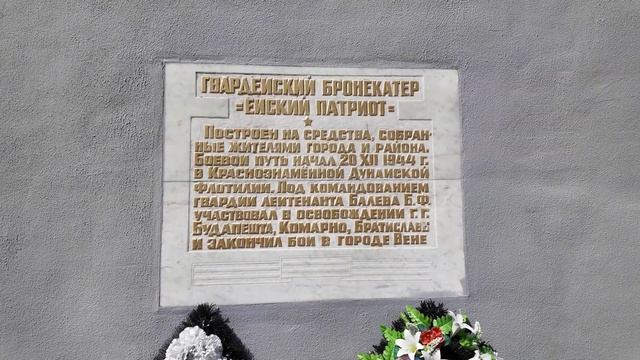 ГВАРДЕЙСКИЙ БРОНЕКАТЕР
"ЕЙСКИЙ ПАТРИОТ"
ПОСТРОЕН НА СРЕДСТВА, СОБРАН-
НЫЕ ЖИТЕЛЯМИ ГОРОДА И РАЙОНА.
БОЕВОЙ ПУТЬ НАЧАЛ 20 XII 1944 Г.
В КРАСНОЗНАМЁННОЙ ДУНАЙСКОЙ
ФЛОТИЛИИ. ПОД КОМАНДОВАНИЕМ
ГВАРДИИ ЛЕЙТЕНАНТА БАЛЕВА Б.Ф.
УЧАСТВОВАЛ В ОСВОБОЖДЕНИИ Г.Г.
БУДАПЕШТА, КОМАРНО, БРАТИСЛАВЫ
И ЗАКОНЧИЛ БОИ В ГОРОДЕ ВЕНЕ